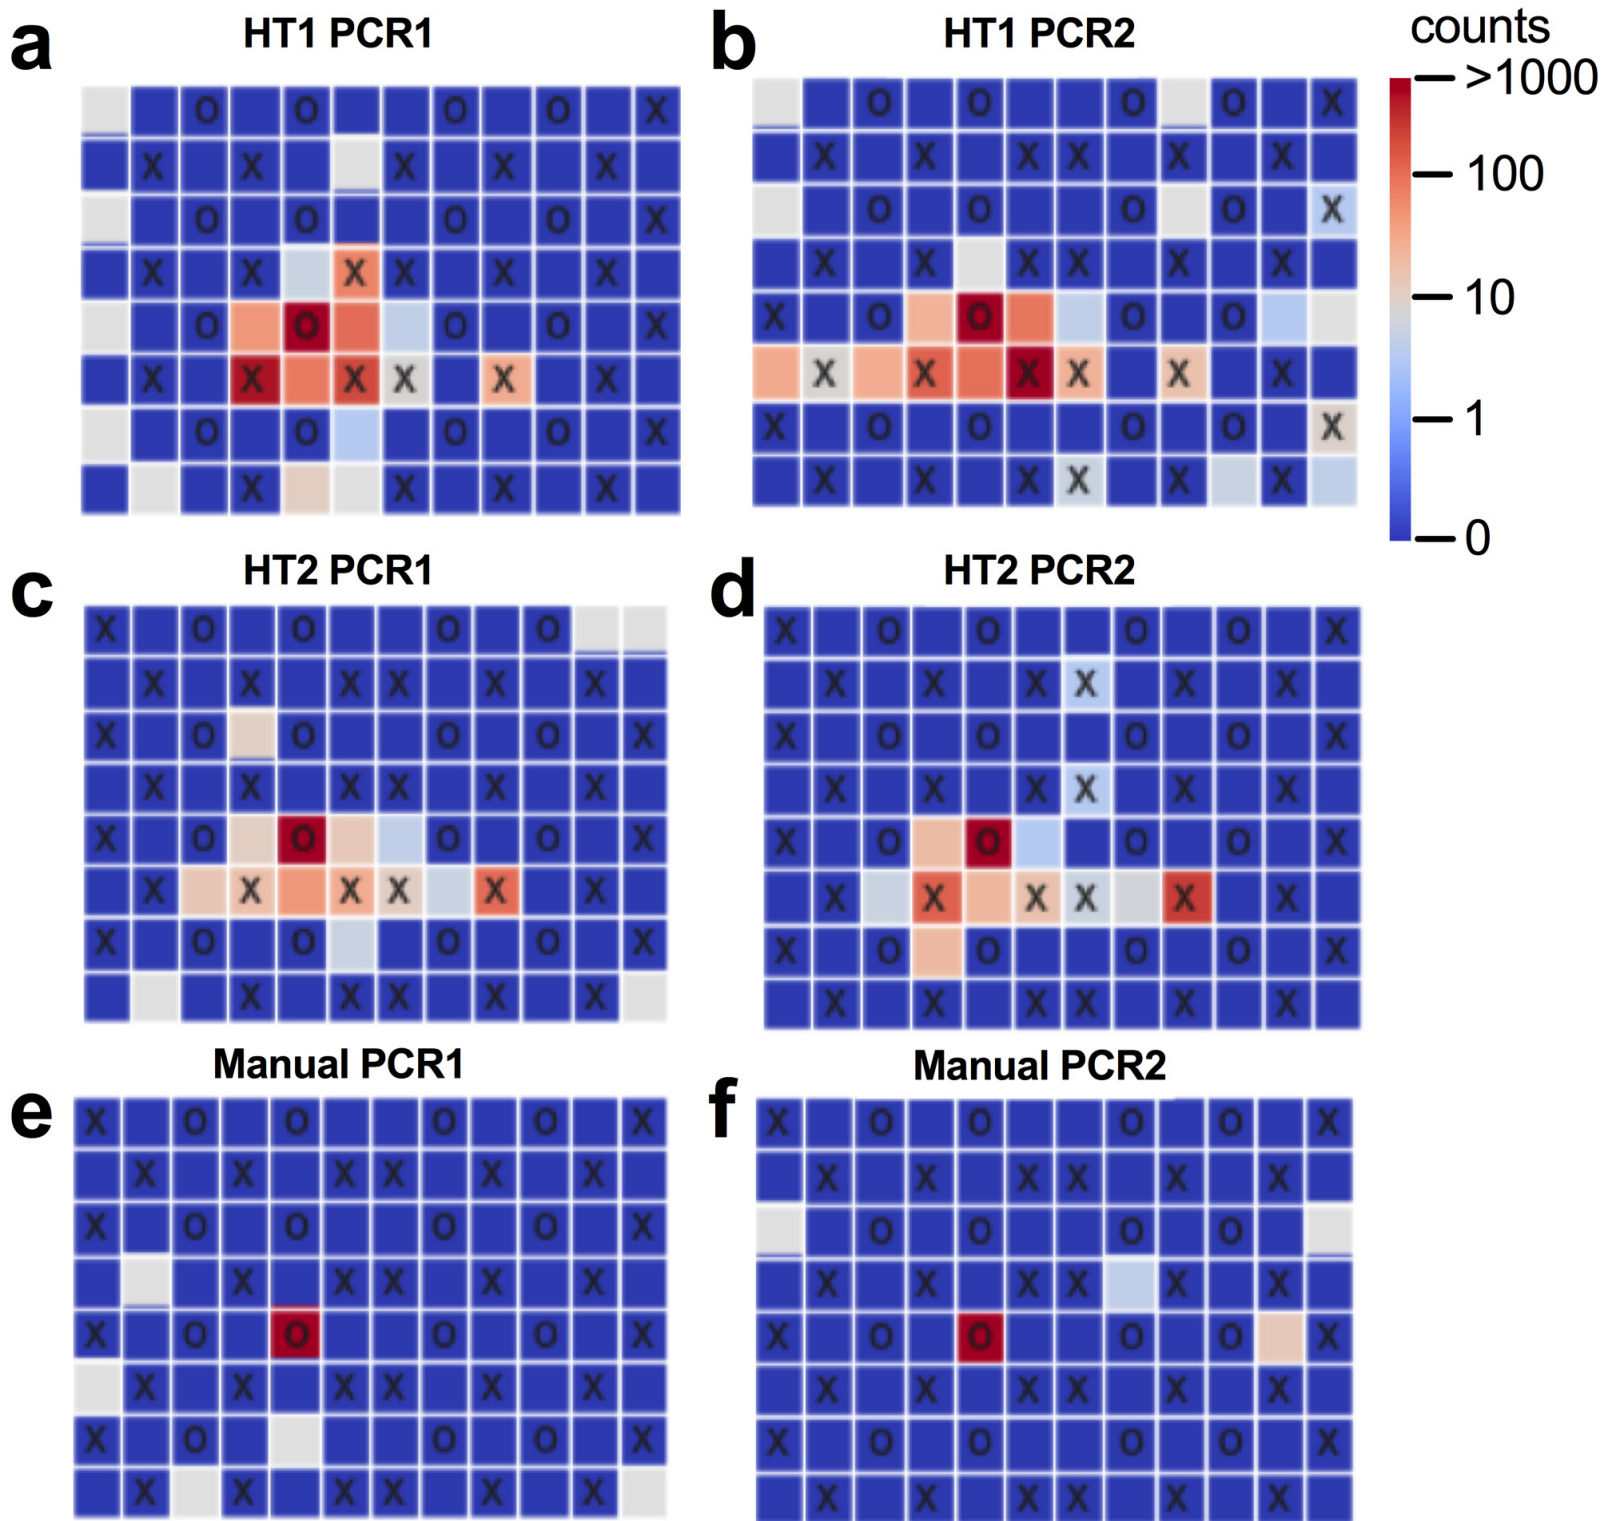 a
HT1 PCR1
O O O O X
X X X X X
O O O O X
X X X X X X
O O O O X
X X X X X X
O O O O X
X X X X
b
HT1 PCR2
O O O O X
X X X X X X
O O O O X
X X X X X X
X O O O O
X X X X X X
X O O O O X
X X X X X X
counts
>1000
100
10
1
0
c
HT2 PCR1
X O O O O
X X X X X X
X O O O O X
X X X X X X
X O O O O X
X X X X X X
X O O O O X
X X X X X
d
HT2 PCR2
X O O O O X
X X X X X X
X O O O O X
X X X X X X
X O O O O X
X X X X X X
X O O O O X
X X X X X X
e
Manual PCR1
X O O O O X
X X X X X X
X O O O O X
X X X X X
X O O O O X
X X X X X X
X O O O X
X X X X X X
f
Manual PCR2
X O O O O X
X X X X X X
O O O O
X X X X X X
X O O O O X
X X X X X X
X O O O O X
X X X X X X